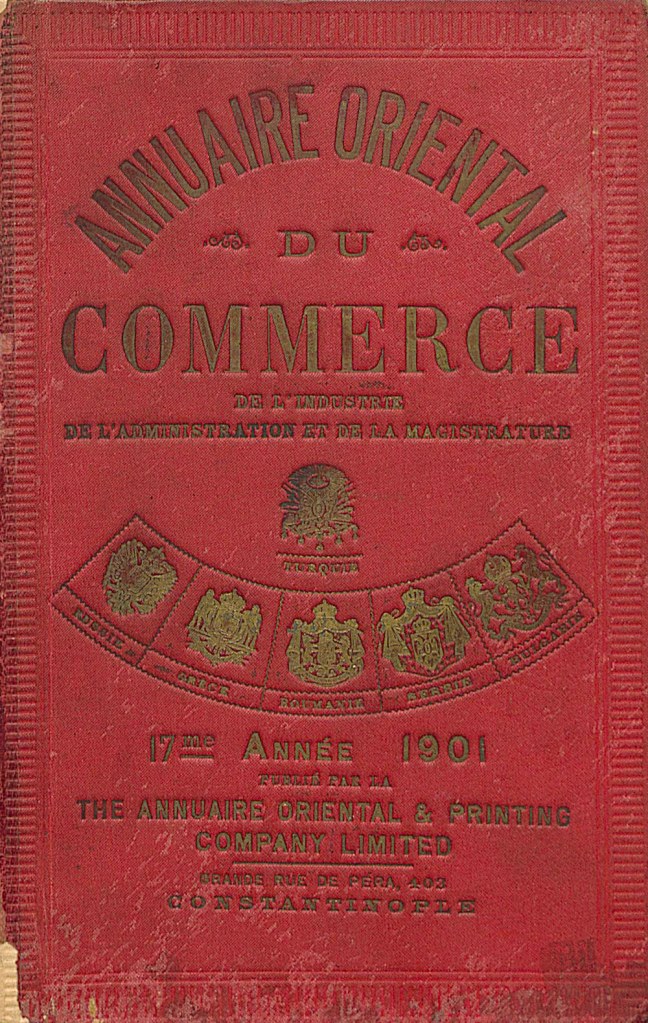 ANNUAIRE ORIENTAL
DU
COMMERCE
DE L'INDUSTRIE
DE L'ADMINISTRATION ET DE LA MAGISTRATURE
TURQUIE
RUSSIE
GRÈCE
ROUMANIE
SERBIE
BULGARIE
17me ANNÉE 1901
PUBLIÉ PAR LA
THE ANNUAIRE ORIENTAL & PRINTING
COMPANY LIMITED
GRANDE RUE DE PÉRA, 403
CONSTANTINOPLE